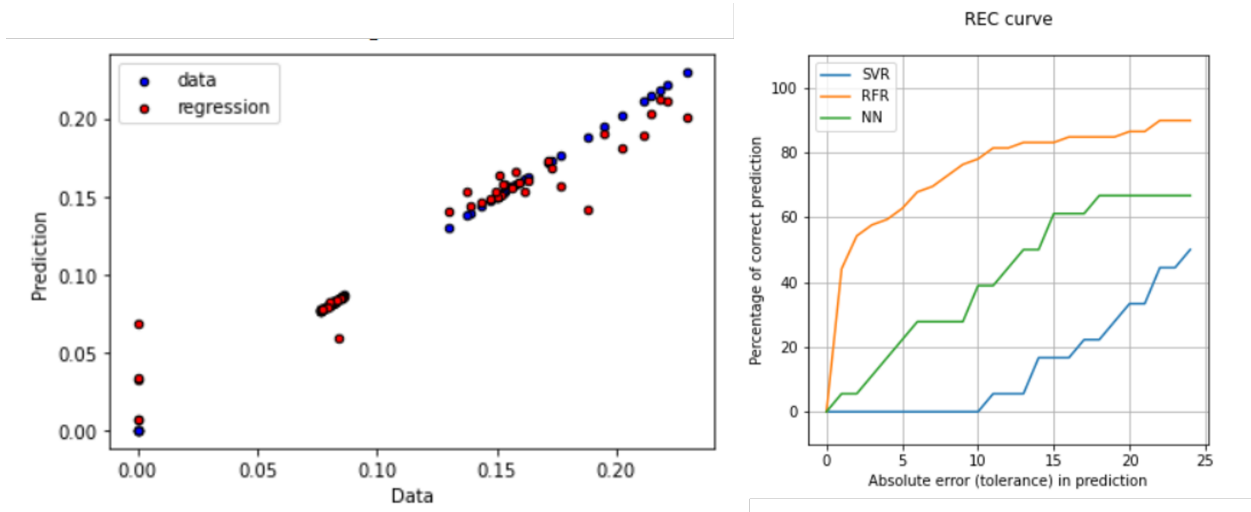 data
regression
0.20
0.15
0.10
0.05
0.00
Prediction
0.00 0.05 0.10 0.15 0.20
Data
REC curve
SVR
RFR
NN
100
80
60
40
20
0
Percentage of correct prediction
0 5 10 15 20 25
Absolute error (tolerance) in prediction